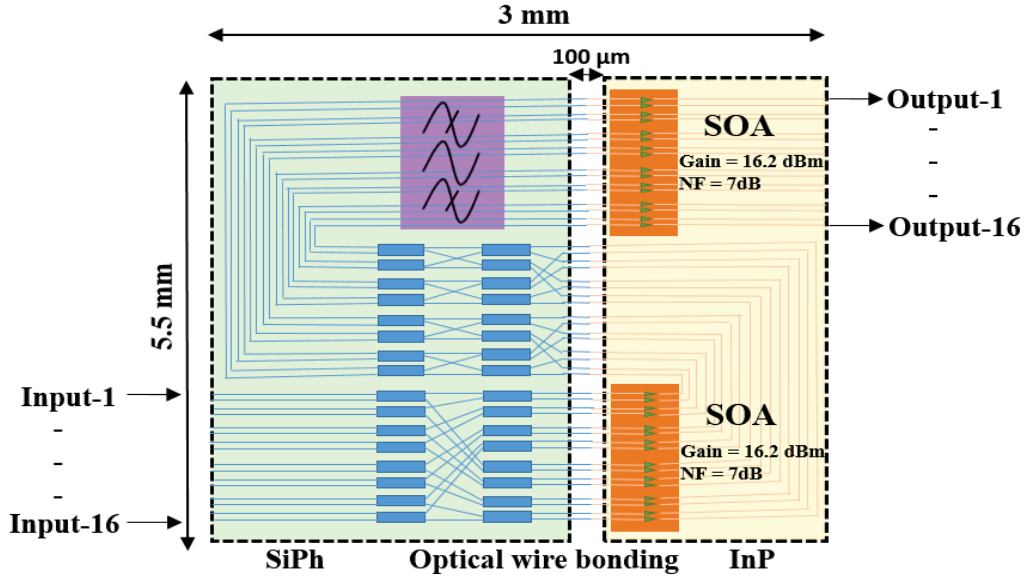 3 mm
100 µm
5.5 mm
SOA
Gain = 16.2 dBm
NF = 7dB
Output-1
-
-
-
Output-16
Input-1
-
-
-
Input-16
SOA
Gain = 16.2 dBm
NF = 7dB
SiPh
Optical wire bonding
InP